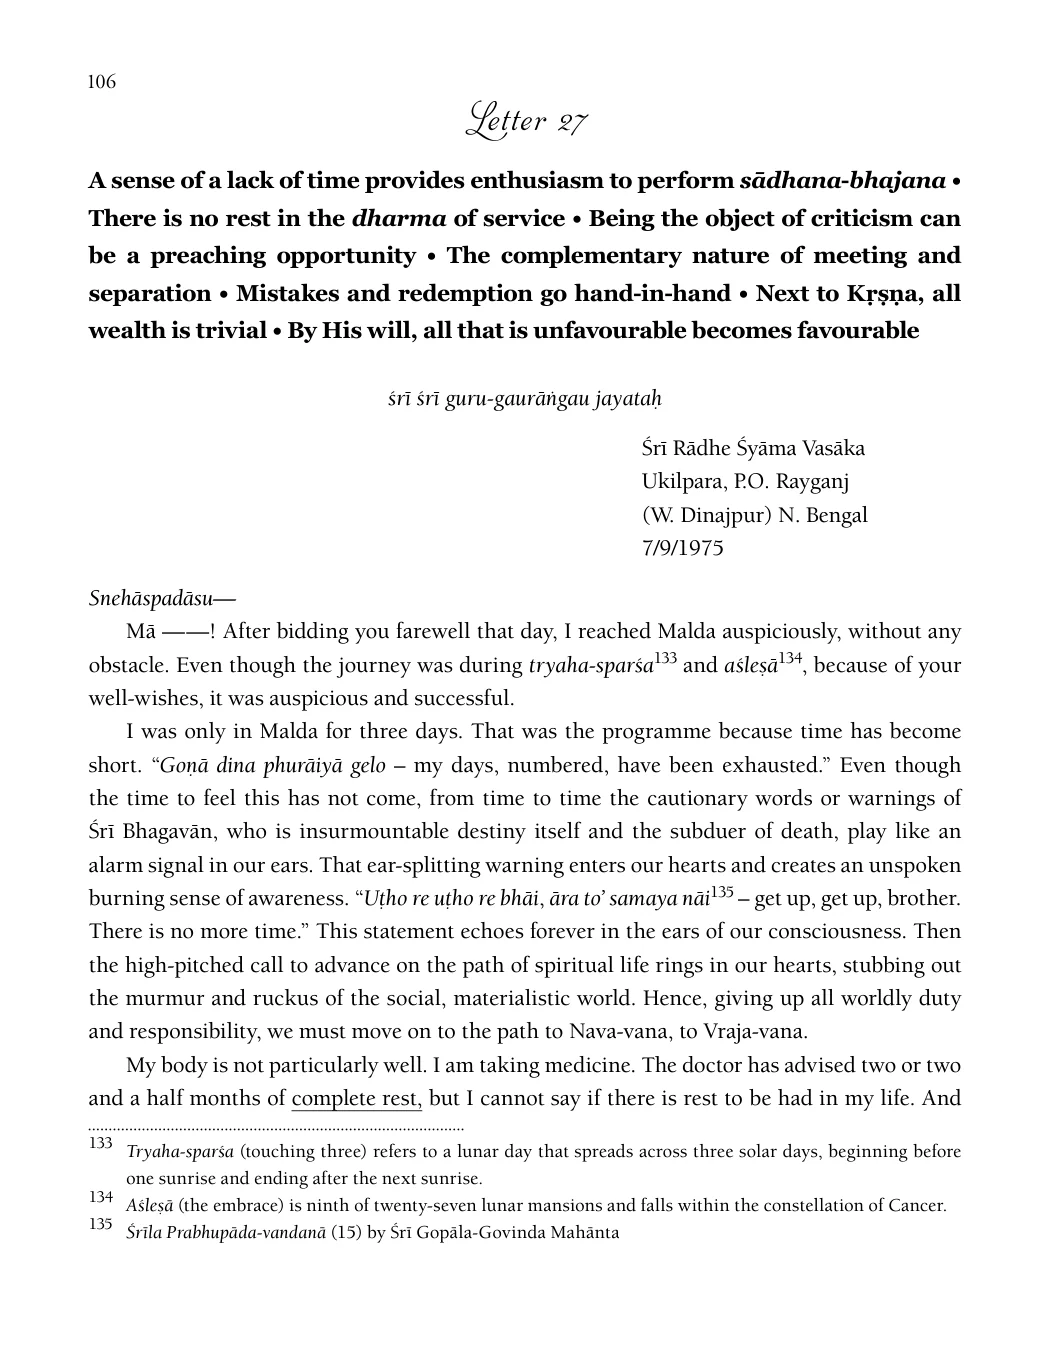 106
Letter 27
A sense of a lack of time provides enthusiasm to perform sādhana-bhajana •
There is no rest in the dharma of service • Being the object of criticism can
be a preaching opportunity • The complementary nature of meeting and
separation • Mistakes and redemption go hand-in-hand • Next to Kṛṣṇa, all
wealth is trivial • By His will, all that is unfavourable becomes favourable
śrī śrī guru-gaurāṅgau jayataḥ
Śrī Rādhe Śyāma Vasāka
Ukilpara, P.O. Rayganj
(W. Dinajpur) N. Bengal
7/9/1975
Snehāspadāsu—
Mā ——! After bidding you farewell that day, I reached Malda auspiciously, without any
obstacle. Even though the journey was during tryaha-sparśa133 and aśleṣā134, because of your
well-wishes, it was auspicious and successful.
I was only in Malda for three days. That was the programme because time has become
short. “Goṇā dina phurāiyā gelo – my days, numbered, have been exhausted.” Even though
the time to feel this has not come, from time to time the cautionary words or warnings of
Śrī Bhagavān, who is insurmountable destiny itself and the subduer of death, play like an
alarm signal in our ears. That ear-splitting warning enters our hearts and creates an unspoken
burning sense of awareness. “Uṭho re uṭho re bhāi, āra to’ samaya nāi135 – get up, get up, brother.
There is no more time.” This statement echoes forever in the ears of our consciousness. Then
the high-pitched call to advance on the path of spiritual life rings in our hearts, stubbing out
the murmur and ruckus of the social, materialistic world. Hence, giving up all worldly duty
and responsibility, we must move on to the path to Nava-vana, to Vraja-vana.
My body is not particularly well. I am taking medicine. The doctor has advised two or two
and a half months of complete rest, but I cannot say if there is rest to be had in my life. And
133 Tryaha-sparśa (touching three) refers to a lunar day that spreads across three solar days, beginning before
one sunrise and ending after the next sunrise.
134 Aśleṣā (the embrace) is ninth of twenty-seven lunar mansions and falls within the constellation of Cancer.
135 Śrīla Prabhupāda-vandanā (15) by Śrī Gopāla-Govinda Mahānta